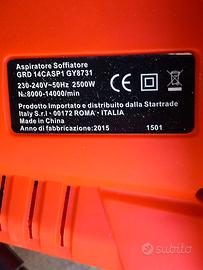 Aspiratore Soffiatore
GRD 14CASP1 GY8731
230-240V~50Hz 2500W
N₀:8000-14000/min
CE
Prodotto Importato e distribuito dalla Startrade
Italy S.r.l - 00172 ROMA - ITALIA
Made in China
Anno di fabbricazione: 2015 1501
subito